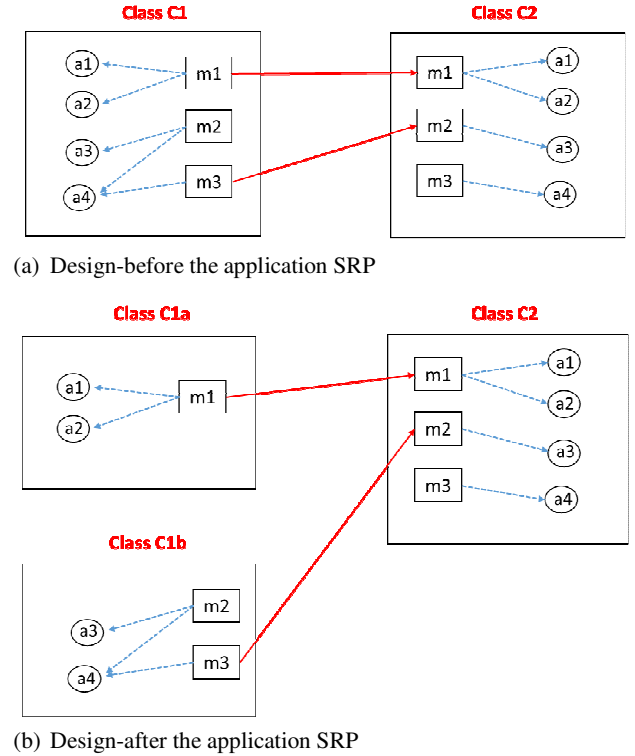 Class C1
Class C2
a1
m1
m1
a1
a2
a2
m2
m2
a3
a3
m3
m3
a4
a4
(a) Design-before the application SRP
Class C1a
Class C2
a1
m1
m1
a1
a2
a2
m2
a3
m3
a4
Class C1b
m2
a3
m3
a4
(b) Design-after the application SRP